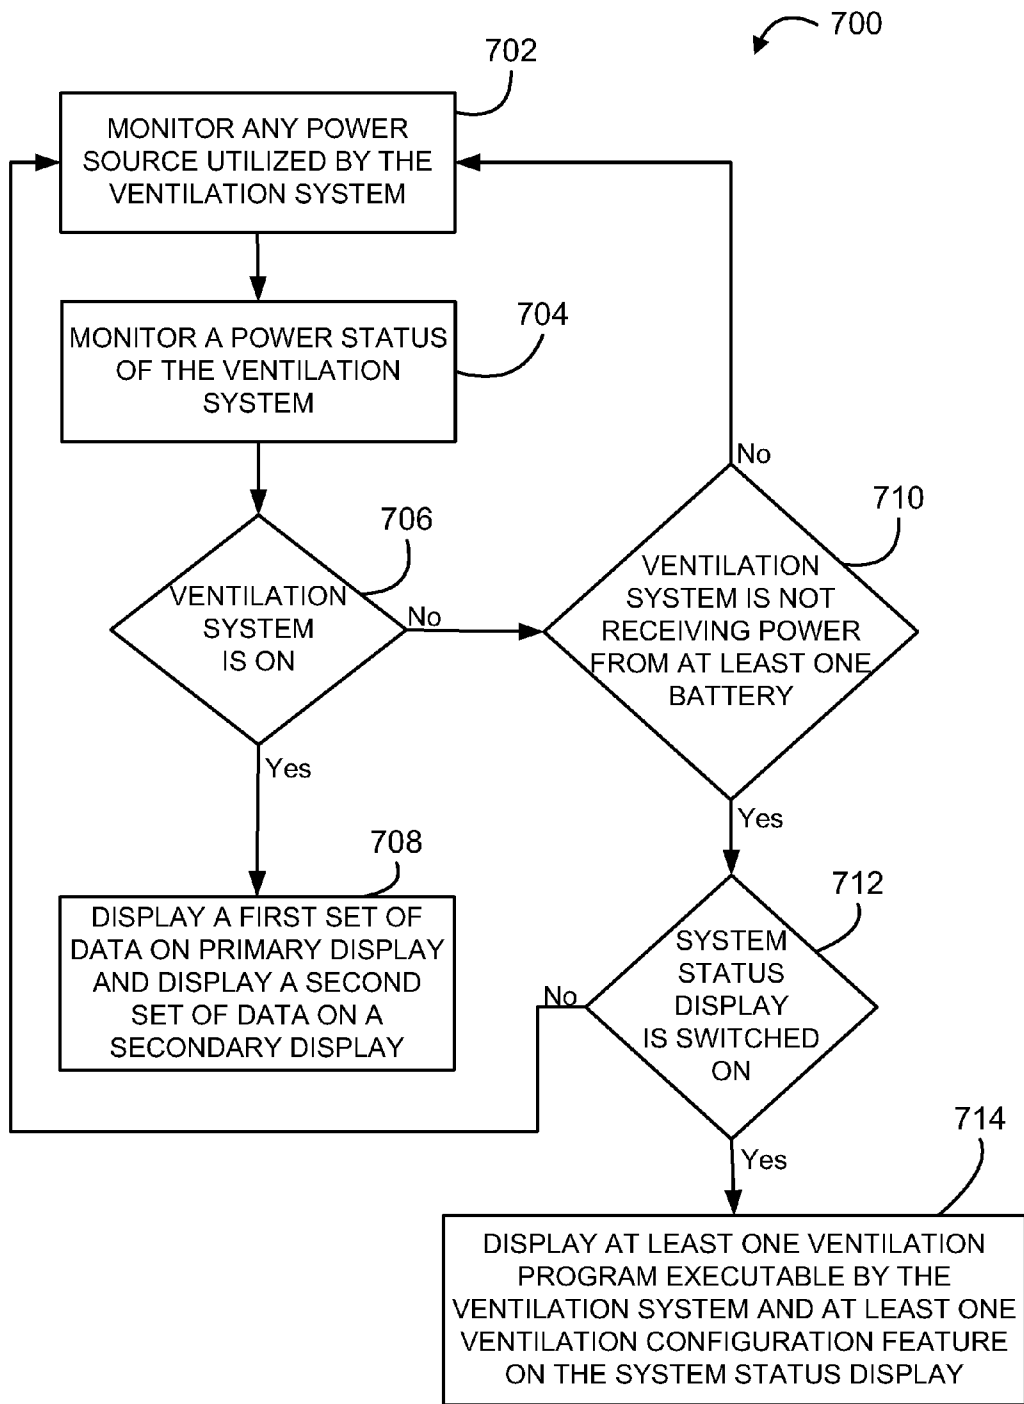 700
702
MONITOR ANY POWER
SOURCE UTILIZED BY THE
VENTILATION SYSTEM
704
MONITOR A POWER STATUS
OF THE VENTILATION
SYSTEM
706
VENTILATION
SYSTEM
IS ON
No
Yes
708
DISPLAY A FIRST SET OF
DATA ON PRIMARY DISPLAY
AND DISPLAY A SECOND
SET OF DATA ON A
SECONDARY DISPLAY
No
710
VENTILATION
SYSTEM IS NOT
RECEIVING POWER
FROM AT LEAST ONE
BATTERY
Yes
712
SYSTEM
STATUS
DISPLAY
IS SWITCHED
ON
No
Yes
714
DISPLAY AT LEAST ONE VENTILATION
PROGRAM EXECUTABLE BY THE
VENTILATION SYSTEM AND AT LEAST ONE
VENTILATION CONFIGURATION FEATURE
ON THE SYSTEM STATUS DISPLAY